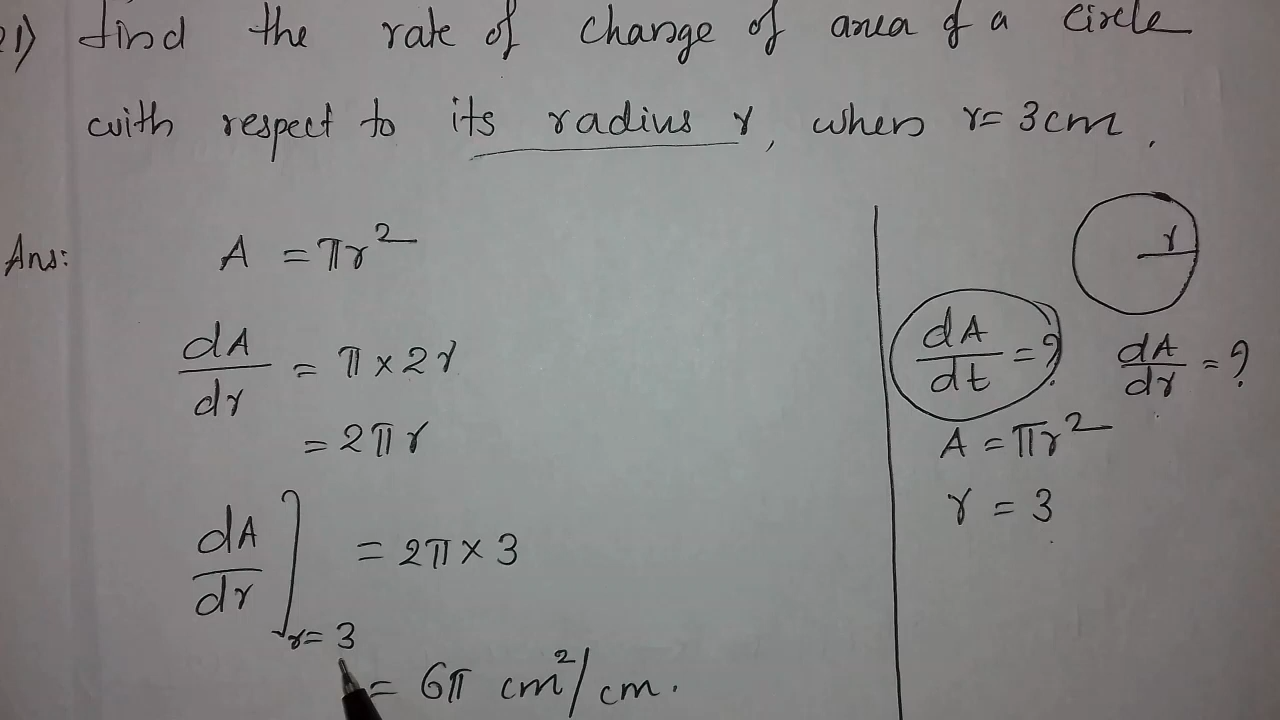 21) find the rate of change of area of a circle
with respect to its radius r, when r = 3cm.
Ans: A = πr²
dA/dr = π × 2r
= 2πr
dA/dr]r=3 = 2π × 3
= 6π cm²/cm.
r
dA/dt = ? dA/dr = ?
A = πr²
r = 3